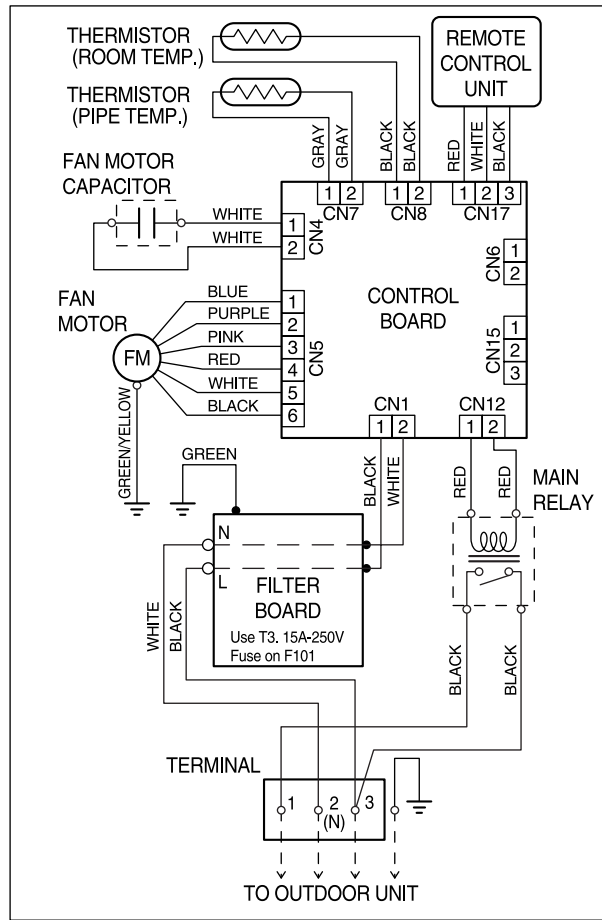 THERMISTOR
(ROOM TEMP.)
THERMISTOR
(PIPE TEMP.)
REMOTE
CONTROL
UNIT
GRAY
GRAY
BLACK
BLACK
RED
WHITE
BLACK
FAN MOTOR
CAPACITOR
1 2
CN7
1 2
CN8
1 2 3
CN17
WHITE
WHITE
1
2
CN4
CN6
1
2
FAN
MOTOR
FM
BLUE
PURPLE
PINK
RED
WHITE
BLACK
1
2
3
4
5
6
CN5
CONTROL
BOARD
CN15
1
2
3
CN1
1 2
CN12
1 2
GREEN/YELLOW
GREEN
BLACK
WHITE
RED
RED
MAIN
RELAY
N
L
FILTER
BOARD
Use T3. 15A-250V
Fuse on F101
WHITE
BLACK
BLACK
BLACK
TERMINAL
1 2 3
(N)
TO OUTDOOR UNIT